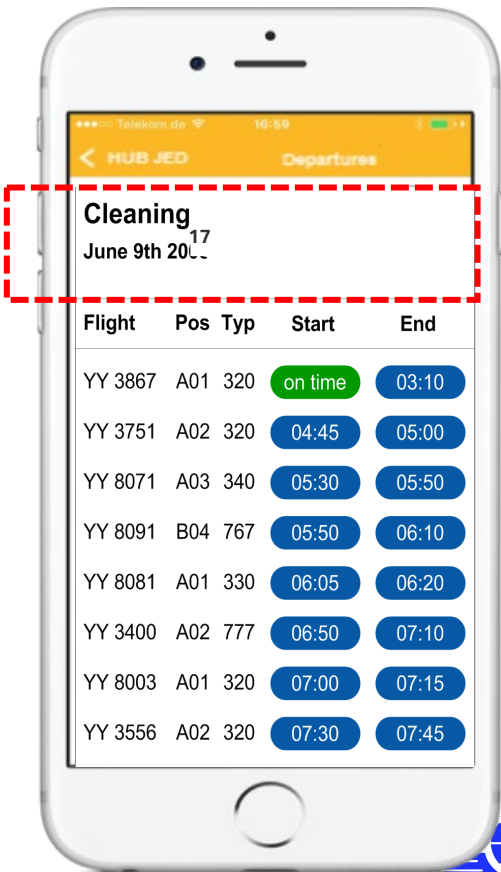 Telekom.de 16:59
HUB JED Departures
Cleaning
June 9th 2017
Flight Pos Typ Start End
YY 3867 A01 320 on time 03:10
YY 3751 A02 320 04:45 05:00
YY 8071 A03 340 05:30 05:50
YY 8091 B04 767 05:50 06:10
YY 8081 A01 330 06:05 06:20
YY 3400 A02 777 06:50 07:10
YY 8003 A01 320 07:00 07:15
YY 3556 A02 320 07:30 07:45